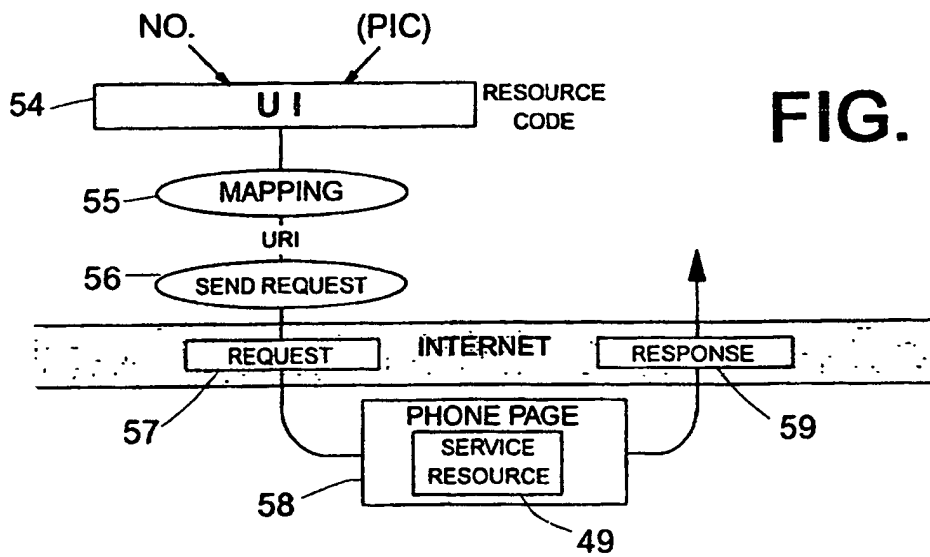 NO. (PIC)
54 U I RESOURCE CODE
FIG.
55 MAPPING
URI
56 SEND REQUEST
REQUEST INTERNET RESPONSE
57 59
PHONE PAGE
SERVICE
RESOURCE
58 49